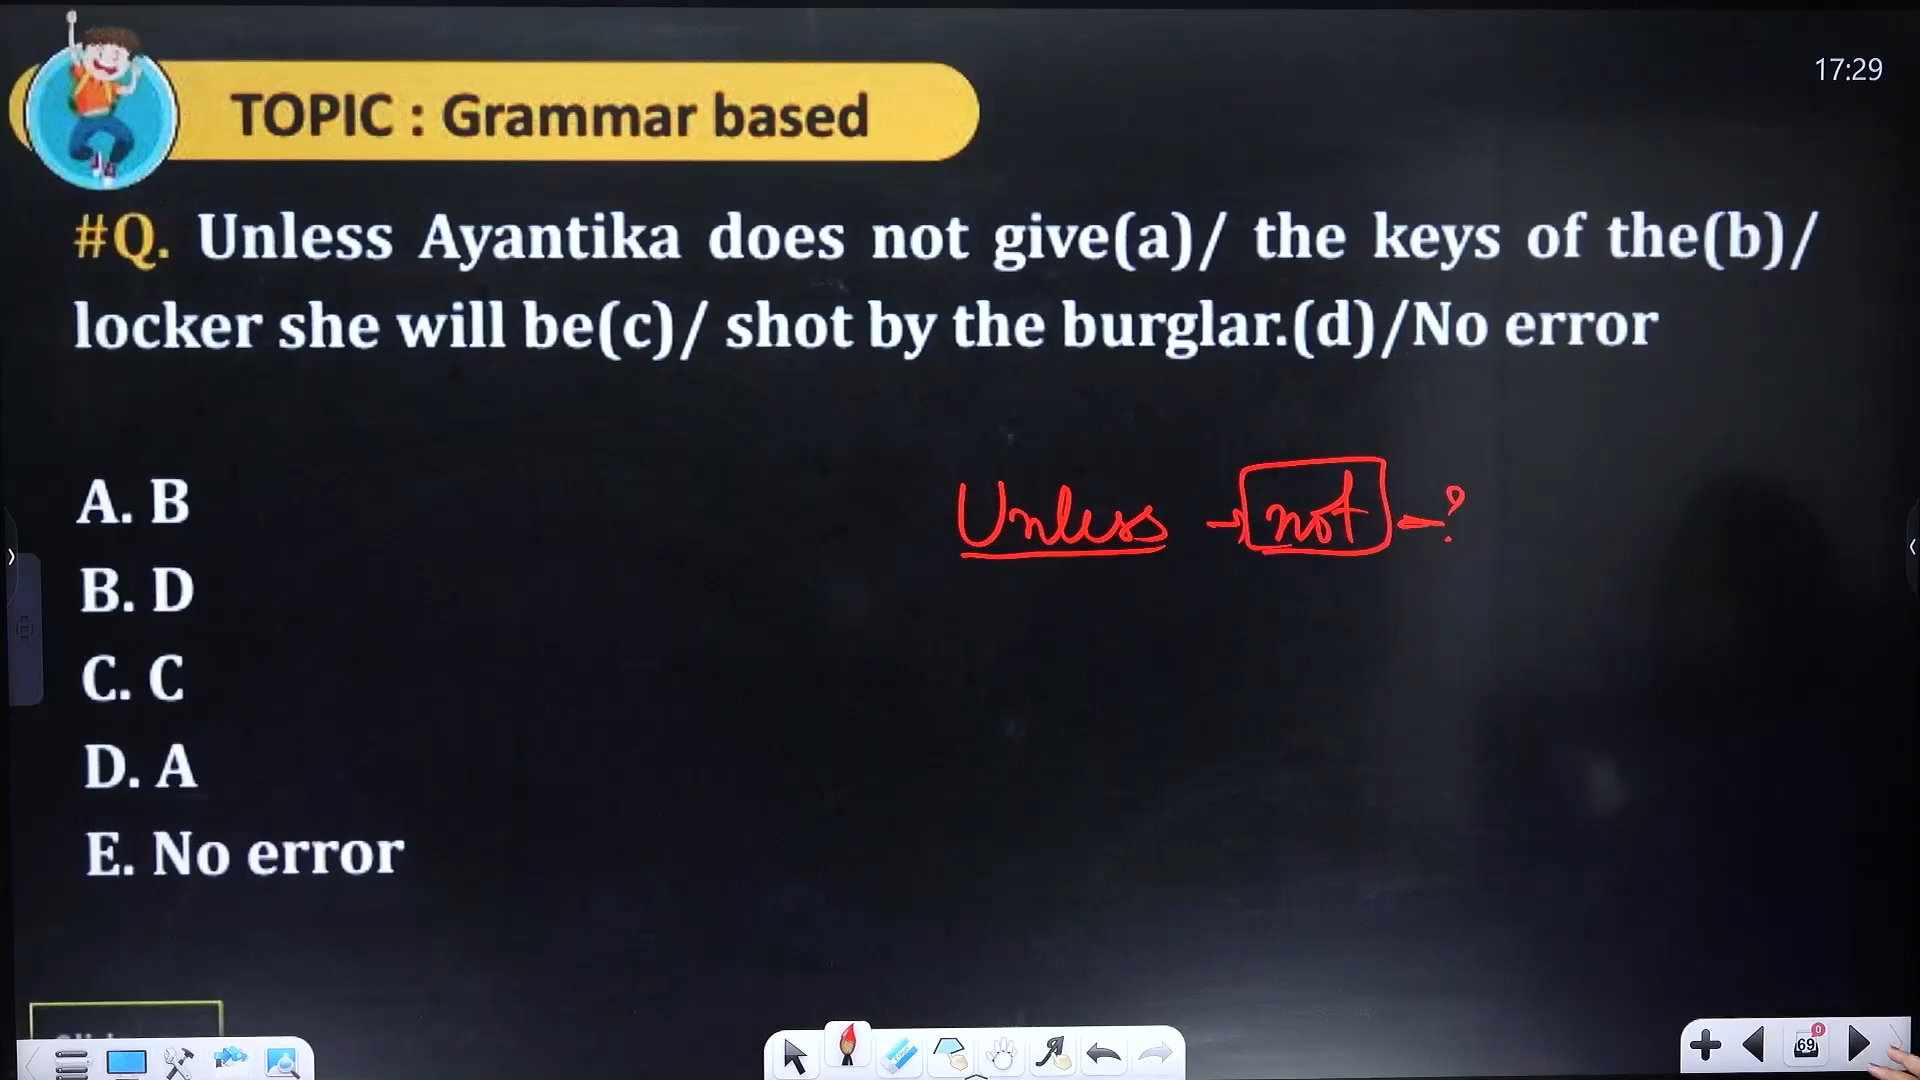 17:29
TOPIC : Grammar based
#Q. Unless Ayantika does not give(a)/ the keys of the(b)/
locker she will be(c)/ shot by the burglar.(d)/No error
Unless → not -?
A. B
B. D
C. C
D. A
E. No error
0
69